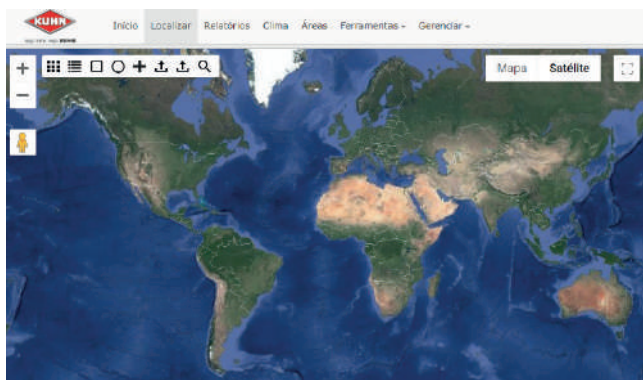 KUHN
Início Localizar Relatórios Clima Áreas Ferramentas Gerenciar
Mapa Satélite